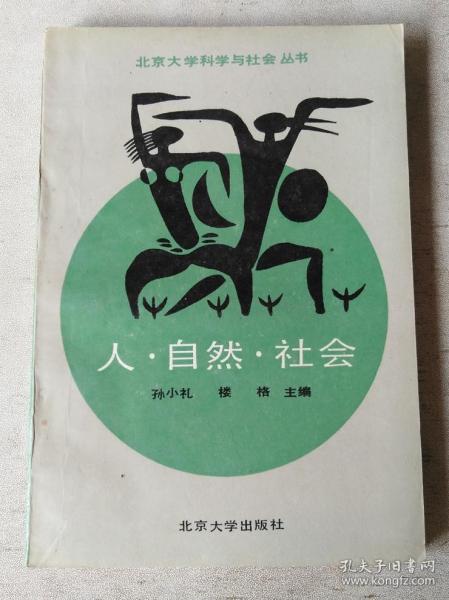 北京大学科学与社会丛书
人·自然·社会
孙小礼 楼格 主编
北京大学出版社
孔夫子旧书网
www.kongfz.com